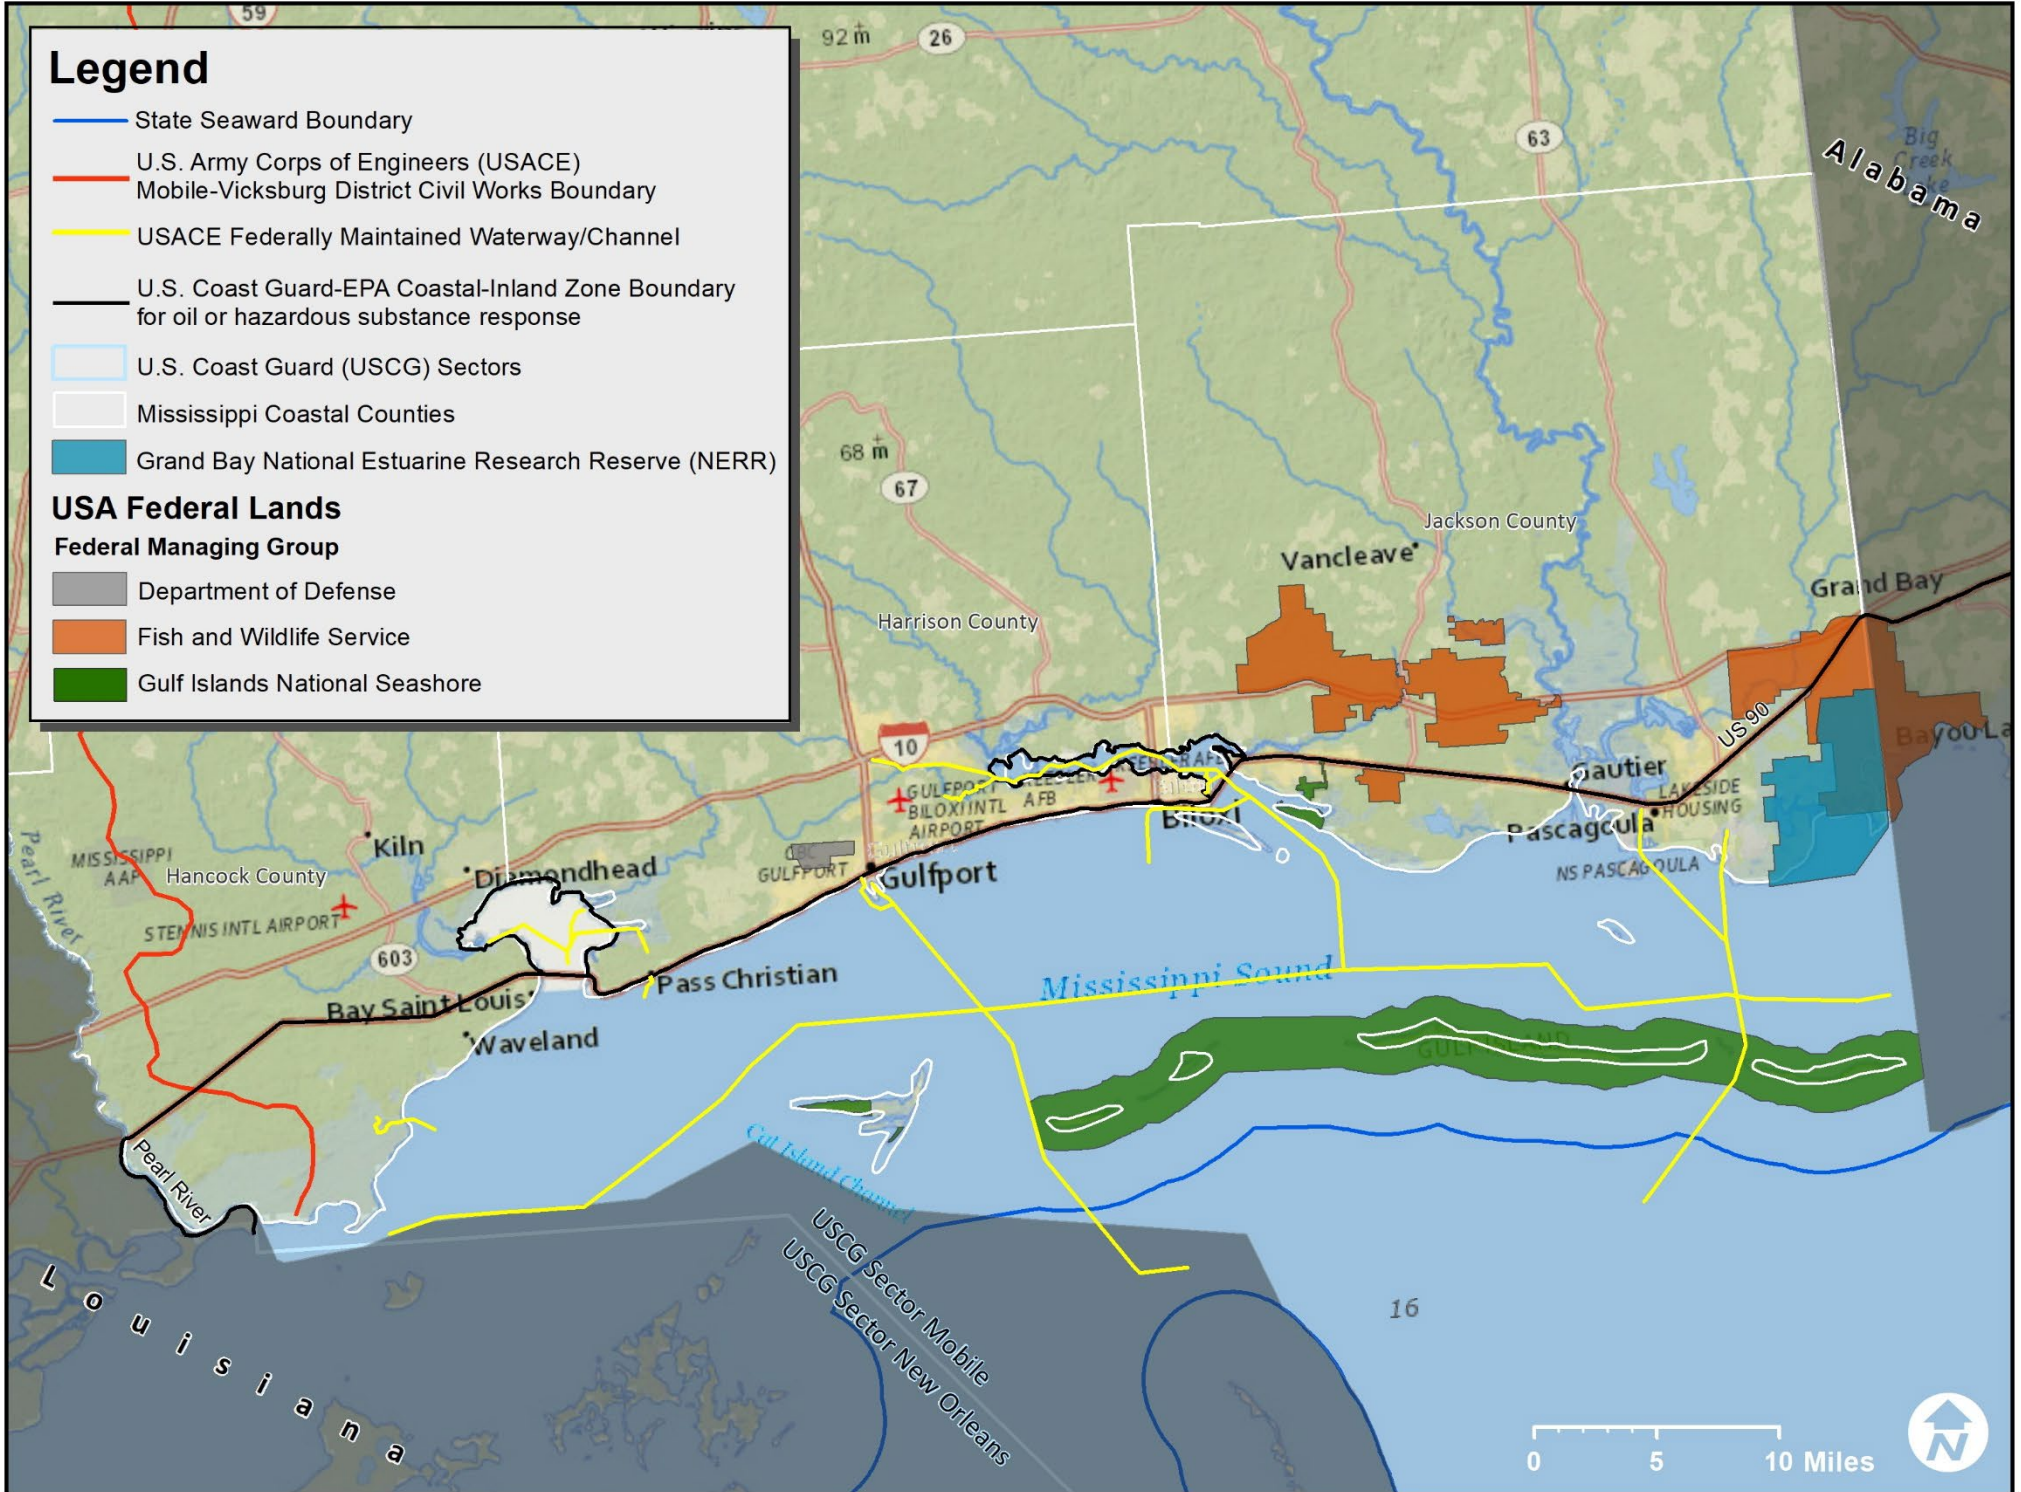 59
Legend
State Seaward Boundary
U.S. Army Corps of Engineers (USACE)
Mobile-Vicksburg District Civil Works Boundary
USACE Federally Maintained Waterway/Channel
U.S. Coast Guard-EPA Coastal-Inland Zone Boundary
for oil or hazardous substance response
U.S. Coast Guard (USCG) Sectors
Mississippi Coastal Counties
Grand Bay National Estuarine Research Reserve (NERR)
USA Federal Lands
Federal Managing Group
Department of Defense
Fish and Wildlife Service
Gulf Islands National Seashore
92 m
26
63
Big
Creek
Alabama
68 m
67
Jackson County
Vancleave
Grand Bay
Harrison County
US 90
Bayou La
10
GULFPORT
BILOXI INTL
AIRPORT
AFB
Biloxi
Gautier
LAKESIDE
HOUSING
Pascagoula
NS PASCAGOULA
Pearl River
MISSISSIPPI
AAF
Kiln
Hancock County
Diamondhead
GULFPORT
Gulfport
STENNIS INTL AIRPORT
603
Pass Christian
Bay Saint Louis
Waveland
Mississippi Sound
GULF ISLAND
Cat Island Channel
Pearl River
USCG Sector Mobile
USCG Sector New Orleans
Louisiana
16
N
0 5 10 Miles